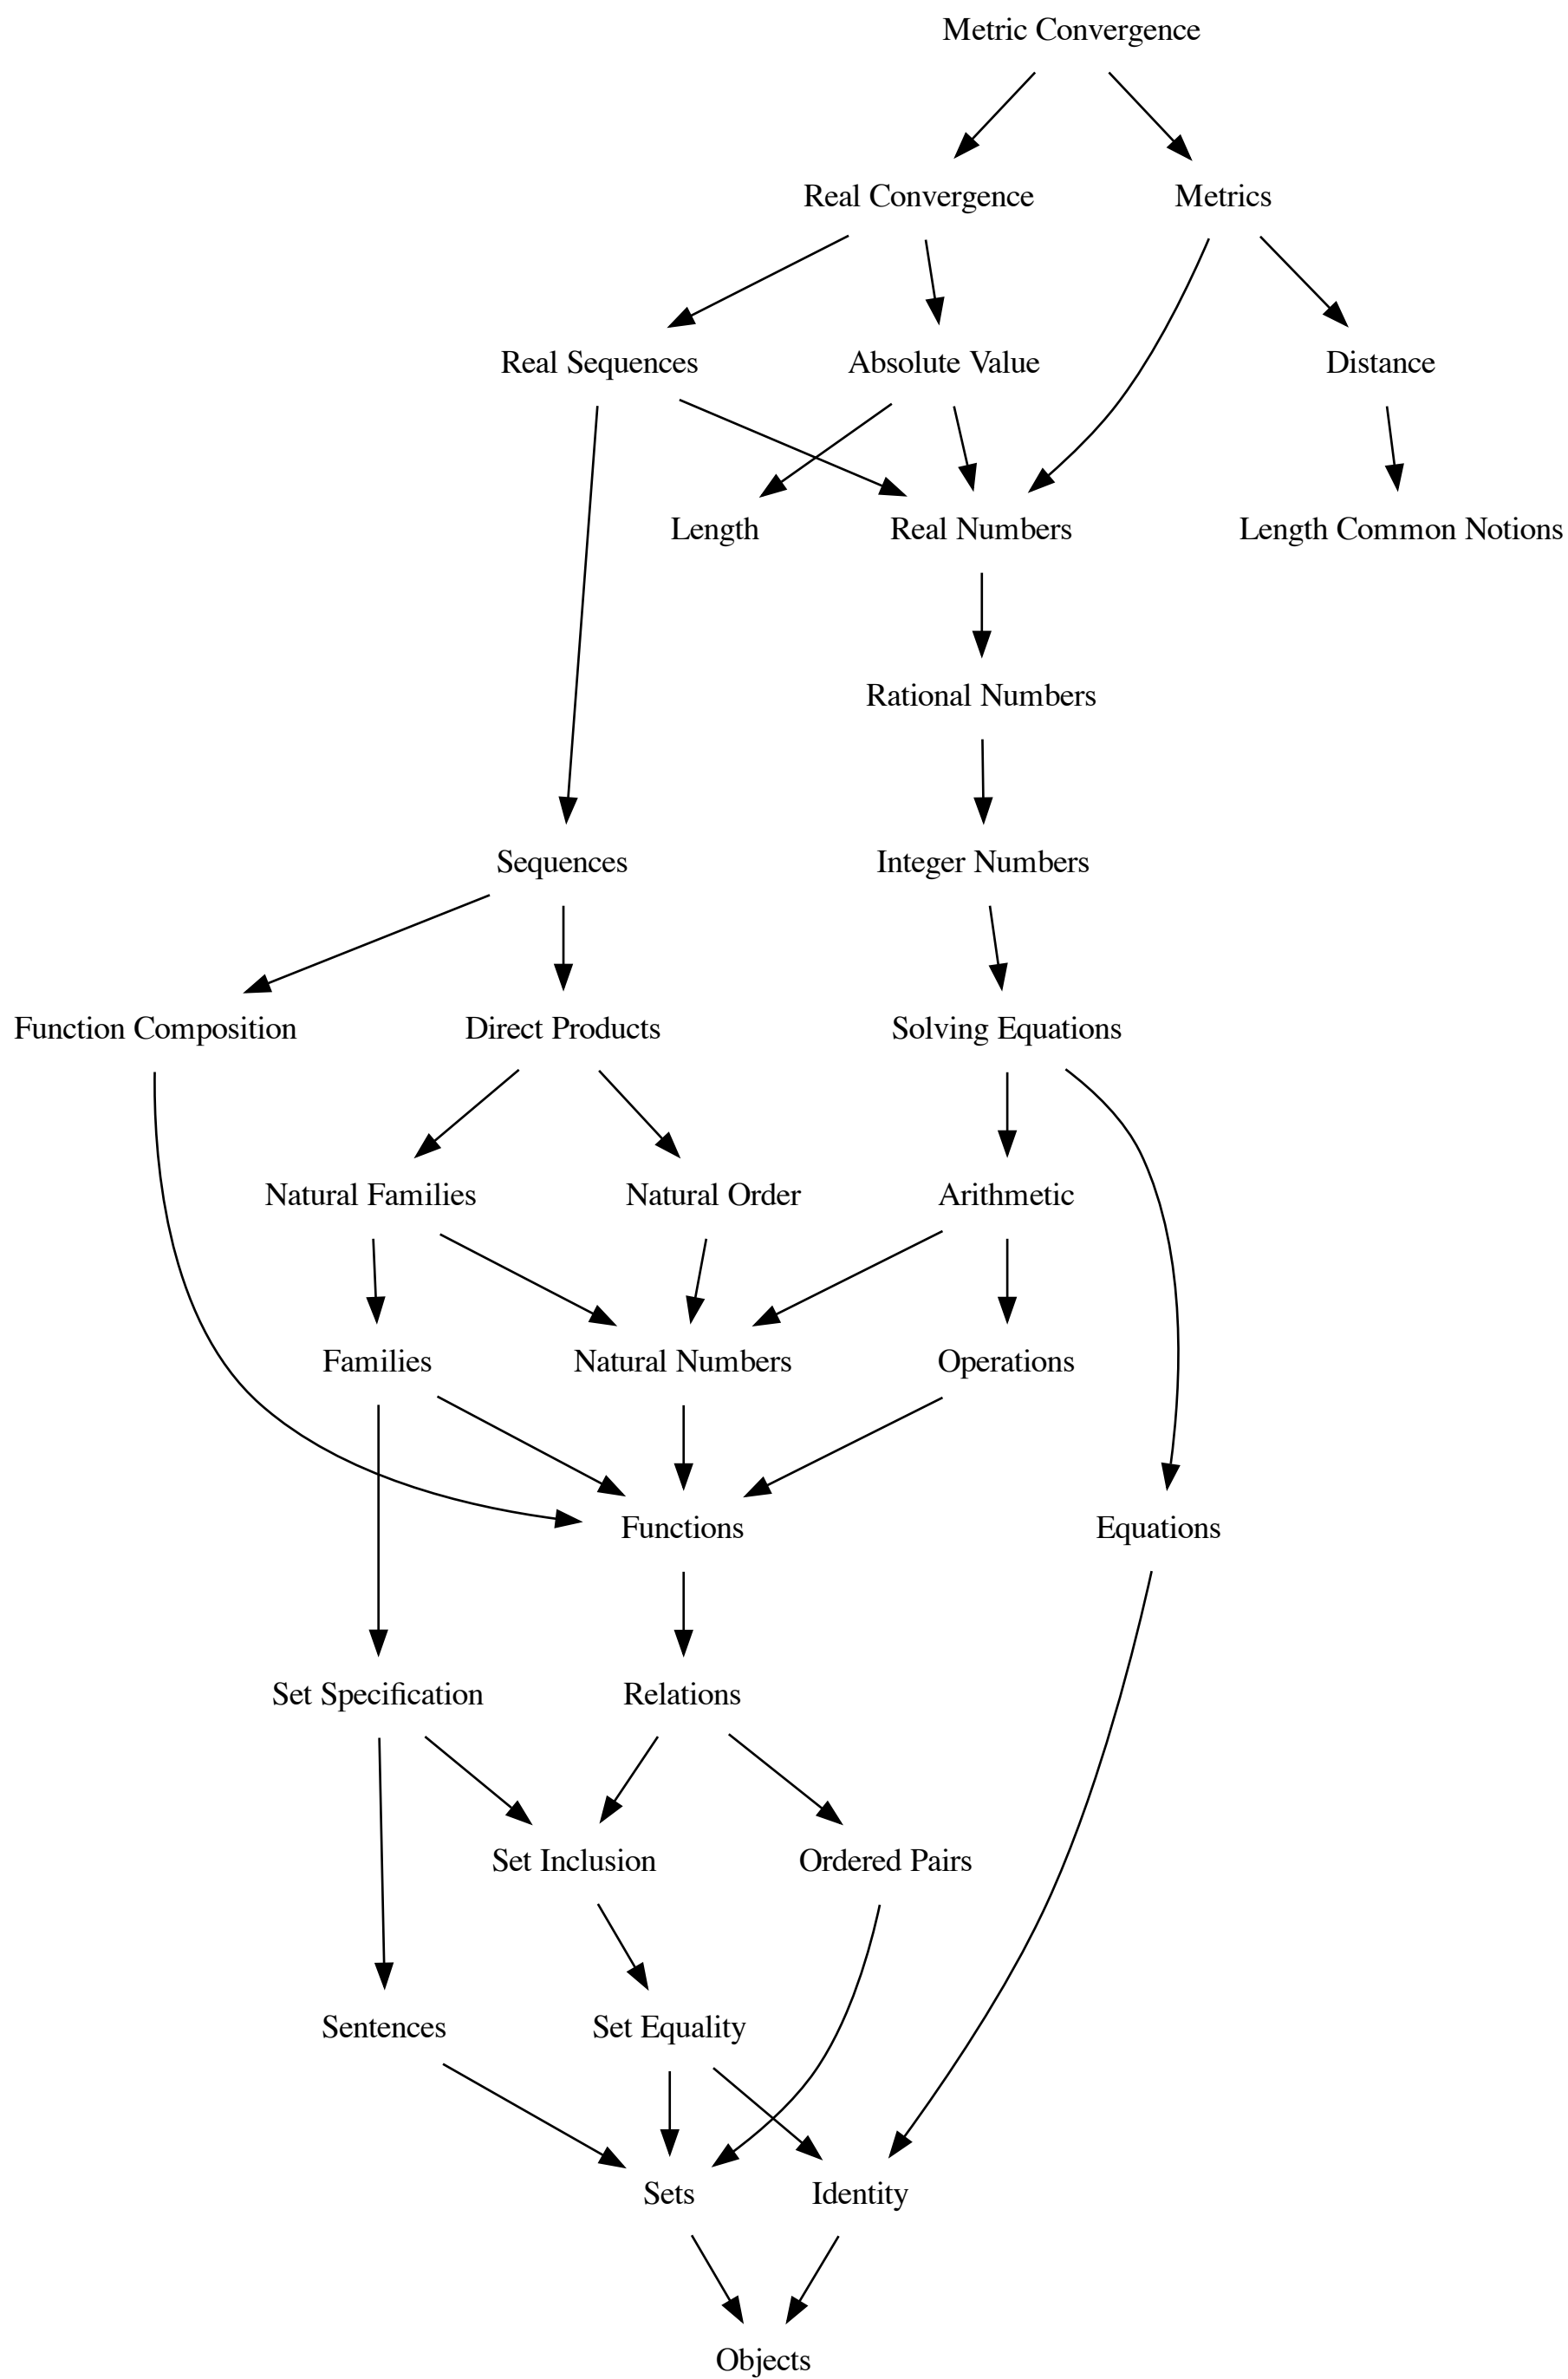 Metric Convergence
Real Convergence
Metrics
Real Sequences
Absolute Value
Distance
Length
Real Numbers
Length Common Notions
Rational Numbers
Sequences
Integer Numbers
Function Composition
Direct Products
Solving Equations
Natural Families
Natural Order
Arithmetic
Families
Natural Numbers
Operations
Functions
Equations
Set Specification
Relations
Set Inclusion
Ordered Pairs
Sentences
Set Equality
Sets
Identity
Objects